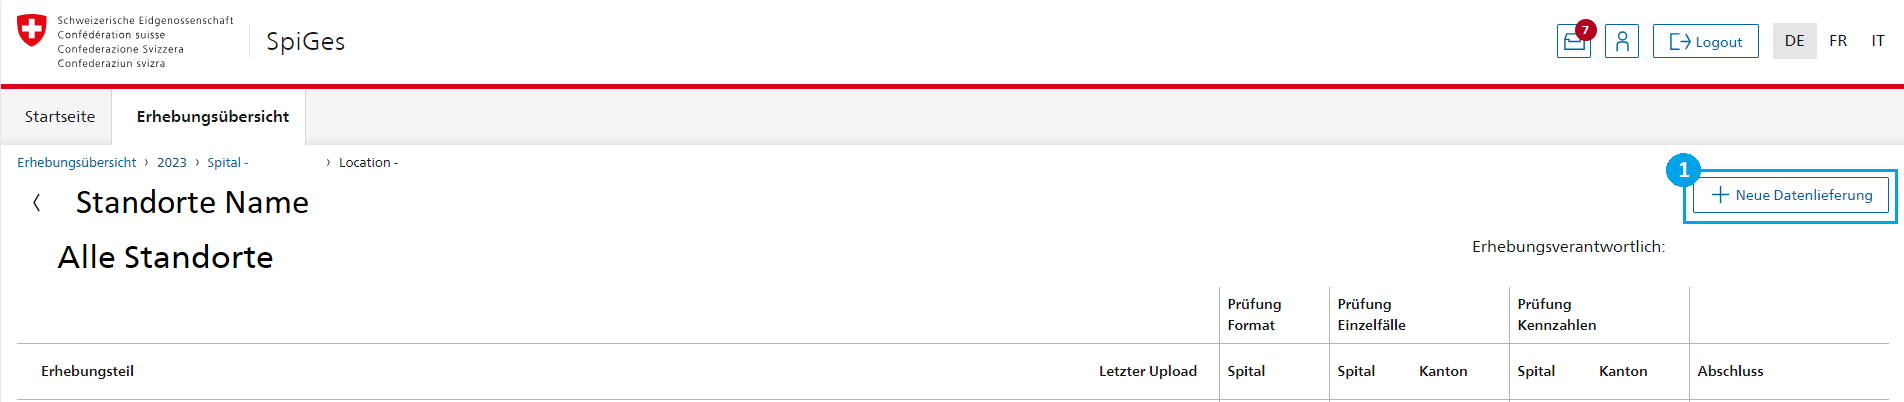 Schweizerische Eidgenossenschaft
Confédération suisse
Confederazione Svizzera
Confederaziun svizra
SpiGes
7
Logout
DE FR IT
Startseite Erhebungsübersicht
Erhebungsübersicht › 2023 › Spital - › Location -
1
Standorte Name
+ Neue Datenlieferung
Alle Standorte
Erhebungsverantwortlich:
Prüfung Format
Prüfung Einzelfälle
Prüfung Kennzahlen
Erhebungsteil Letzter Upload Spital Spital Kanton Spital Kanton Abschluss